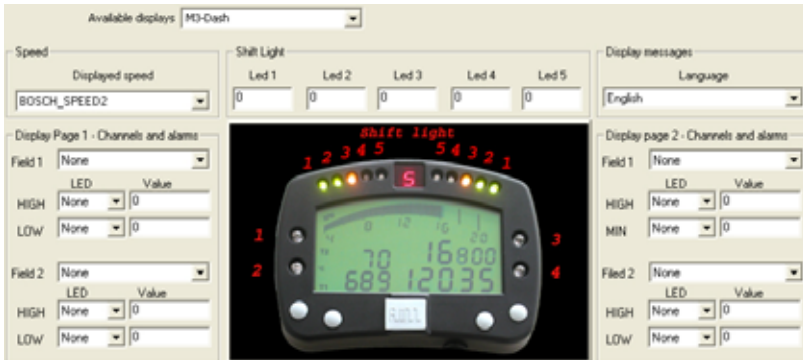 Available displays M3-Dash
Speed
Displayed speed
BOSCH_SPEED2
Shift Light
Led 1 Led 2 Led 3 Led 4 Led 5
0 0 0 0 0
Display messages
Language
English
Display Page 1 - Channels and alarms
Field 1 None
LED Value
HIGH None 0
LOW None 0
Field 2 None
LED Value
HIGH None 0
LOW None 0
Shift light
1 2 3 4 5 5 4 3 2 1
5
8 12 16 20
70 16800
689 12035
1 3
2 4
Display page 2 - Channels and alarms
Field 1 None
LED Value
HIGH None 0
MIN None 0
Filed 2 None
LED Value
HIGH None 0
LOW None 0